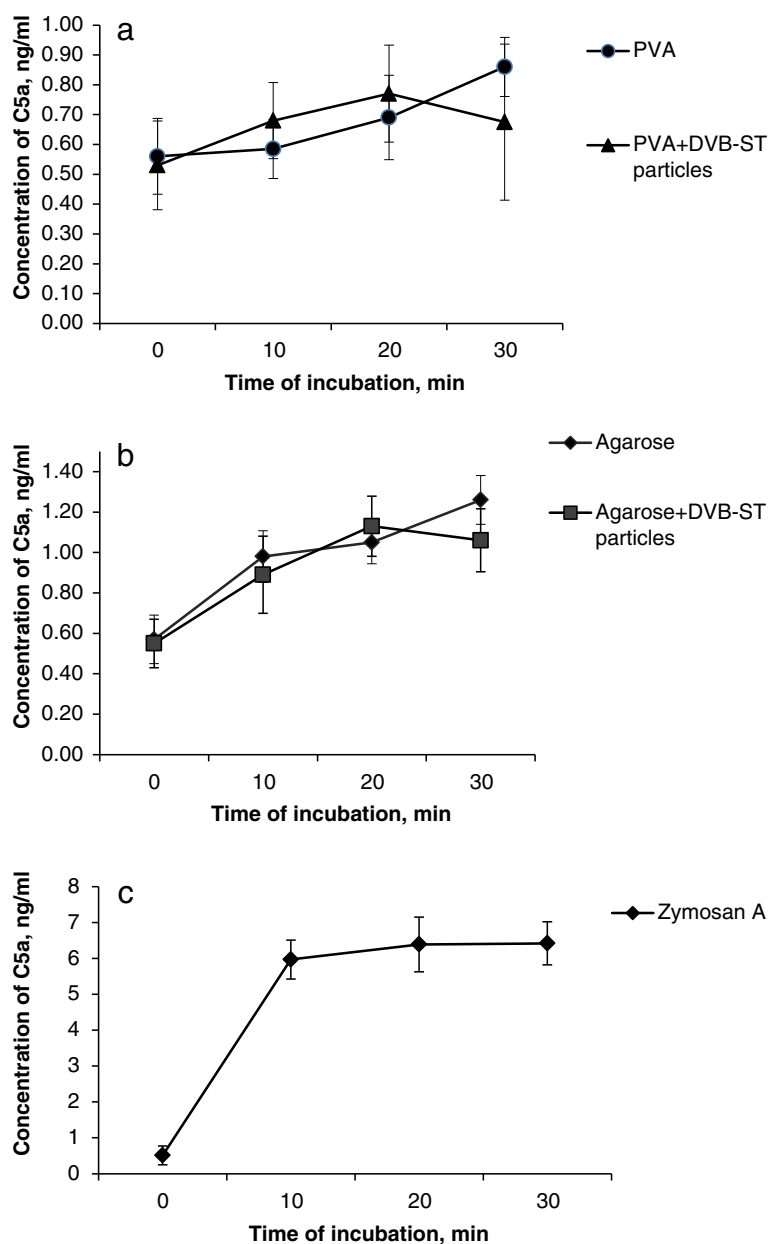 a
Concentration of C5a, ng/ml
1.00
0.90
0.80
0.70
0.60
0.50
0.40
0.30
0.20
0.10
0.00
0 10 20 30
Time of incubation, min
PVA
PVA+DVB-ST
particles
b
Concentration of C5a, ng/ml
1.40
1.20
1.00
0.80
0.60
0.40
0.20
0.00
0 10 20 30
Time of incubation, min
Agarose
Agarose+DVB-ST
particles
c
Concentration of C5a, ng/ml
8
7
6
5
4
3
2
1
0
0 10 20 30
Time of incubation, min
Zymosan A